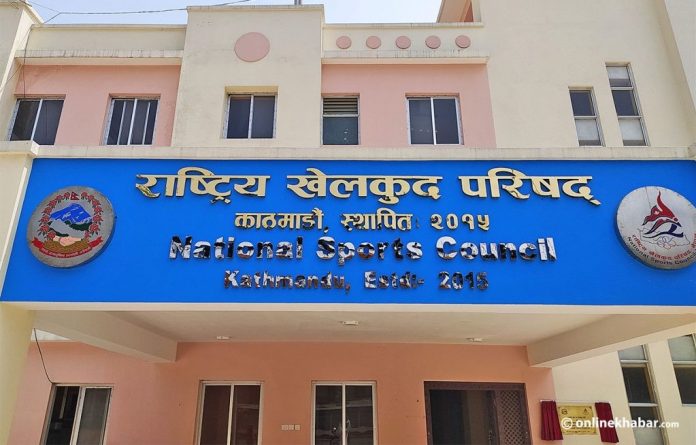 राष्ट्रिय खेलकुद परिषद्
काठमाडौं, स्थापित २०१५
National Sports Council
Kathmandu, Estd:- 2015
onlinekhabar.com